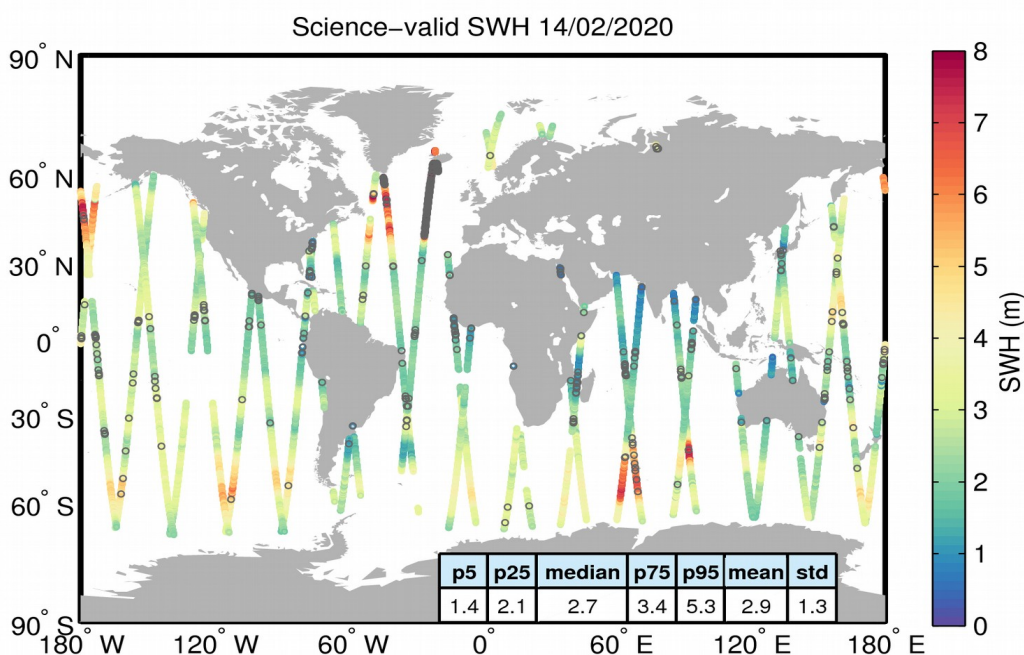 Science−valid SWH 14/02/2020
90° N
60° N
30° N
0°
30° S
60° S
90° S
180° W
120° W
60° W
0°
60° E
120° E
180° E
p5 p25 median p75 p95 mean std
1.4 2.1 2.7 3.4 5.3 2.9 1.3
8
7
6
5
4
3
2
1
0
SWH (m)